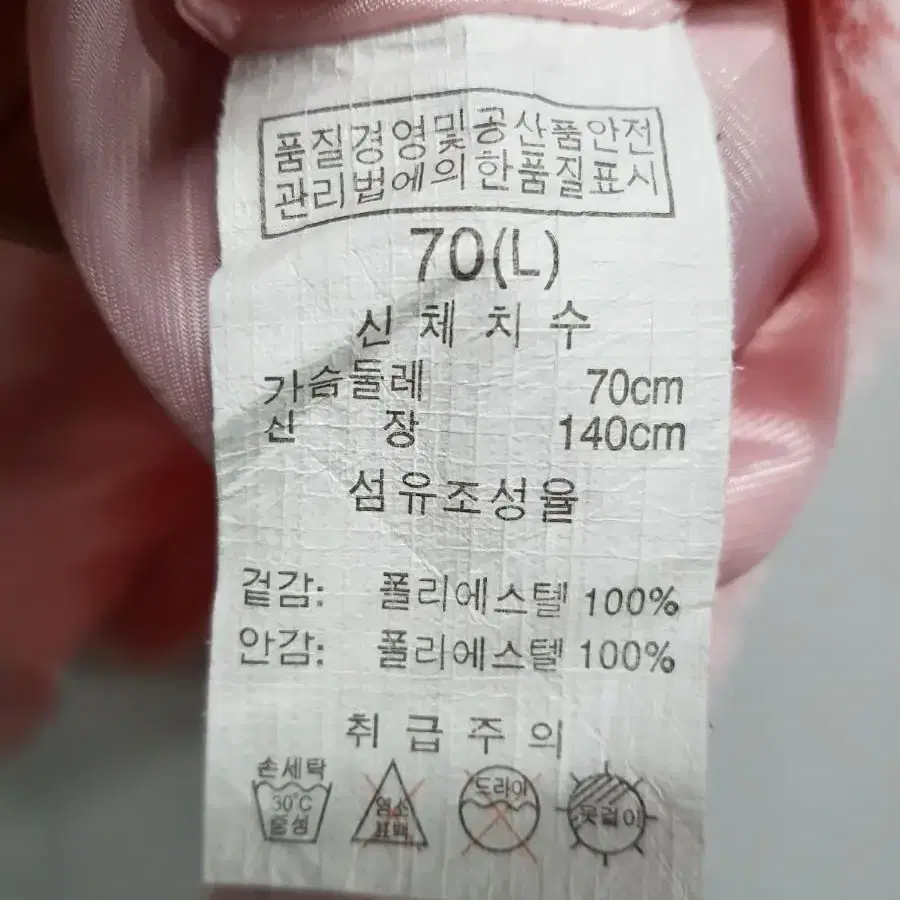 품질경영및공산품안전
관리법에의한품질표시
70(L)
신체치수
가슴둘레 70cm
신장 140cm
섬유조성율
겉감: 폴리에스텔 100%
안감: 폴리에스텔 100%
취급주의
손세탁
30°C
중성
염소
표백
드라이
옷걸이